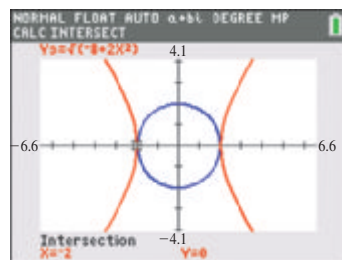 NORMAL FLOAT AUTO a+bi DEGREE MP
CALC INTERSECT
Y3=√(-8+2X²)
4.1
-6.6
6.6
-4.1
Intersection
X=-2 Y=0